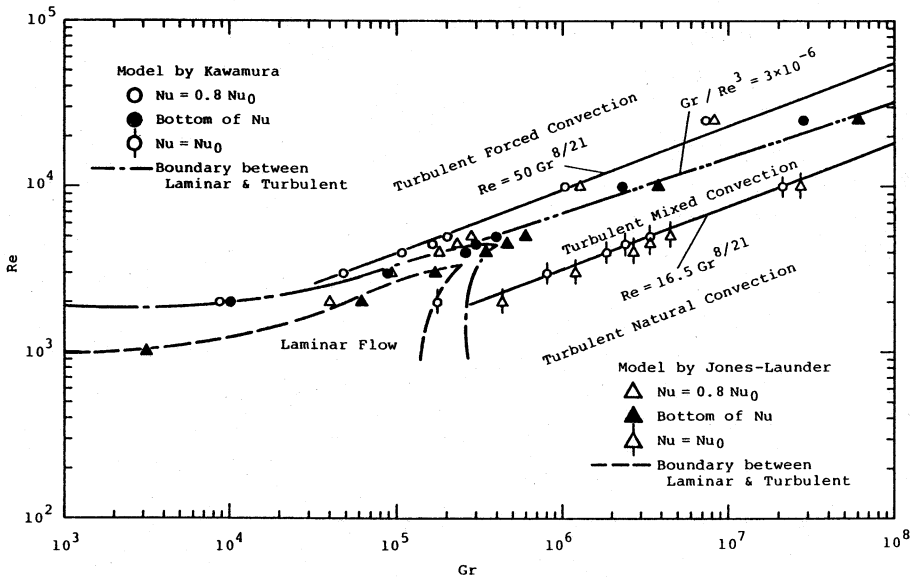 10^5
10^4
10^3
10^2
Re
Model by Kawamura
Nu = 0.8 Nu_0
Bottom of Nu
Nu = Nu_0
Boundary between
Laminar & Turbulent
Turbulent Forced Convection
Re = 50 Gr^8/21
Gr / Re^3 = 3×10^-6
Turbulent Mixed Convection
Re = 16.5 Gr^8/21
Turbulent Natural Convection
Laminar Flow
Model by Jones-Launder
Nu = 0.8 Nu_0
Bottom of Nu
Nu = Nu_0
Boundary between
Laminar & Turbulent
10^3 10^4 10^5 10^6 10^7 10^8
Gr